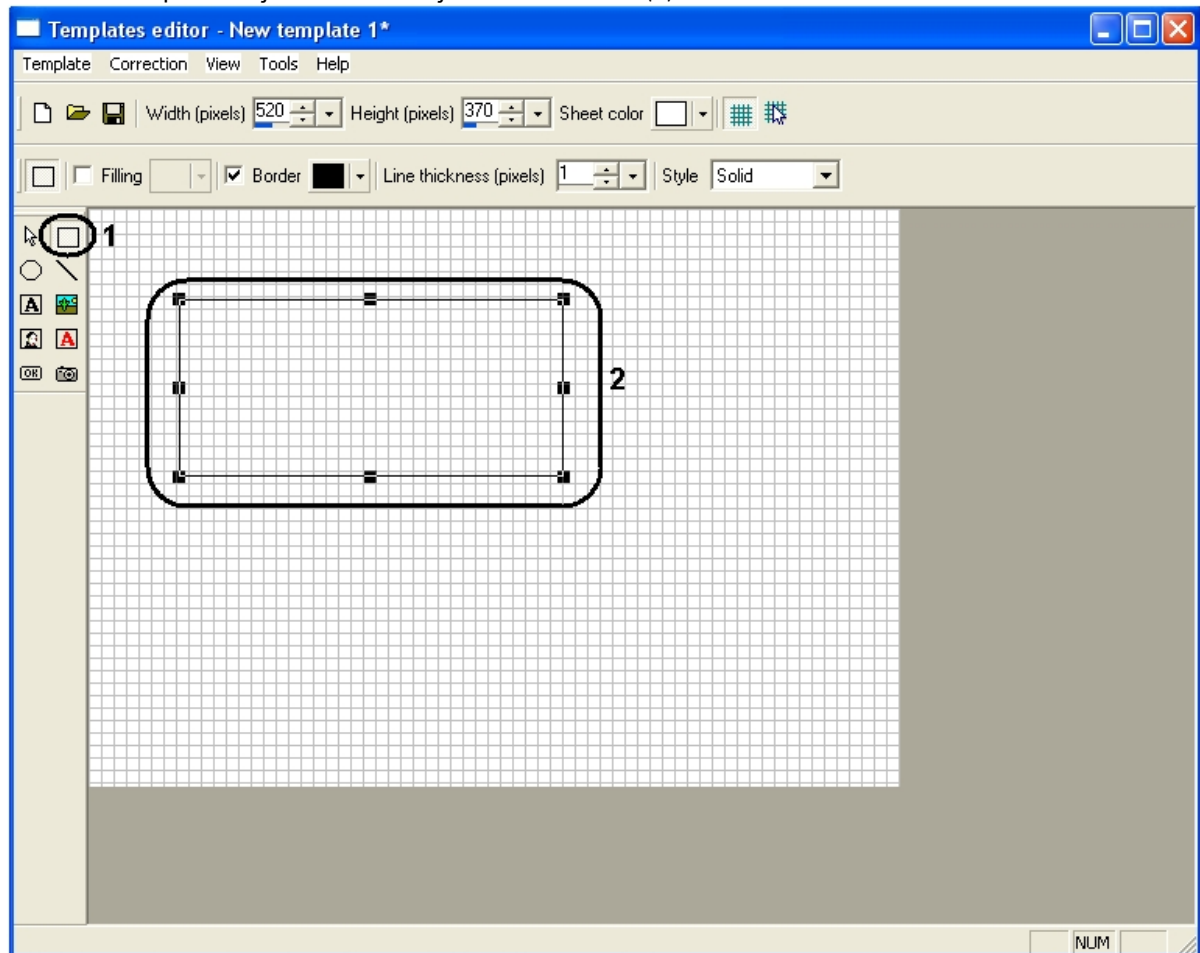 Templates editor - New template 1*
Template Correction View Tools Help
Width (pixels) 520 Height (pixels) 370 Sheet color
Filling Border Line thickness (pixels) 1 Style Solid
1
A
A
OK
2
NUM